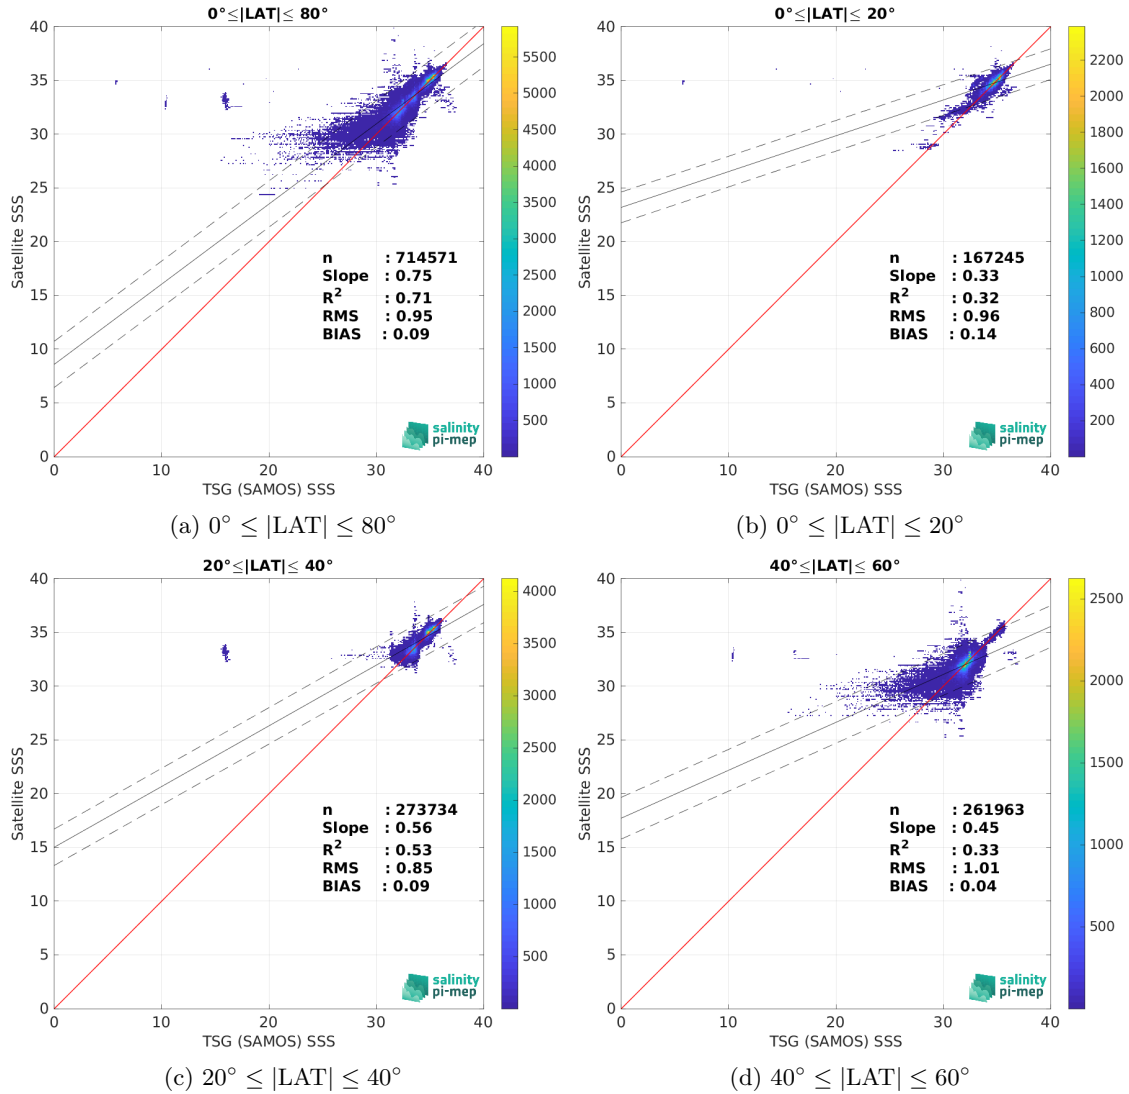 0°≤|LAT|≤ 80°
Satellite SSS
40
35
30
25
20
15
10
5
0
0
10
20
30
40
TSG (SAMOS) SSS
n : 714571
Slope : 0.75
R² : 0.71
RMS : 0.95
BIAS : 0.09
salinity
pi-mep
5500
5000
4500
4000
3500
3000
2500
2000
1500
1000
500
(a) 0° ≤ |LAT| ≤ 80°
0°≤|LAT|≤ 20°
Satellite SSS
40
35
30
25
20
15
10
5
0
0
10
20
30
40
TSG (SAMOS) SSS
n : 167245
Slope : 0.33
R² : 0.32
RMS : 0.96
BIAS : 0.14
salinity
pi-mep
2200
2000
1800
1600
1400
1200
1000
800
600
400
200
(b) 0° ≤ |LAT| ≤ 20°
20°≤|LAT|≤ 40°
Satellite SSS
40
35
30
25
20
15
10
5
0
0
10
20
30
40
TSG (SAMOS) SSS
n : 273734
Slope : 0.56
R² : 0.53
RMS : 0.85
BIAS : 0.09
salinity
pi-mep
4000
3500
3000
2500
2000
1500
1000
500
(c) 20° ≤ |LAT| ≤ 40°
40°≤|LAT|≤ 60°
Satellite SSS
40
35
30
25
20
15
10
5
0
0
10
20
30
40
TSG (SAMOS) SSS
n : 261963
Slope : 0.45
R² : 0.33
RMS : 1.01
BIAS : 0.04
salinity
pi-mep
2500
2000
1500
1000
500
(d) 40° ≤ |LAT| ≤ 60°